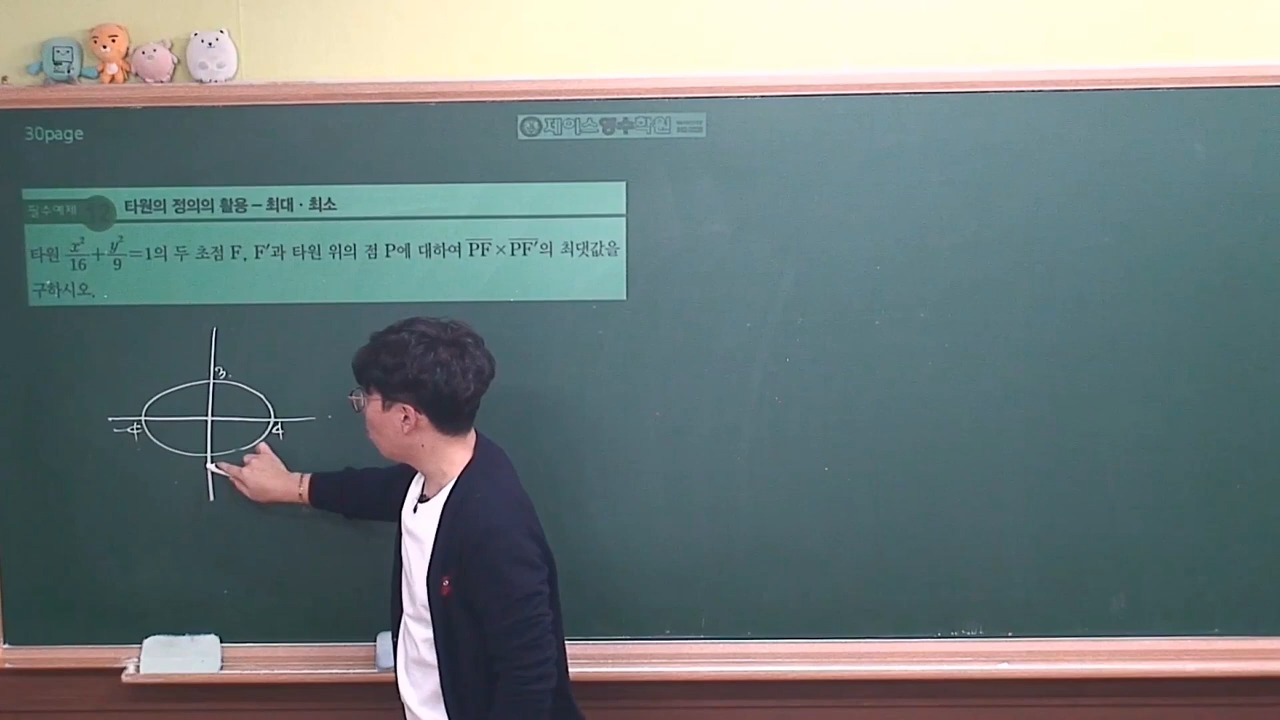 30page
제이스영수학원
필수예제 12 타원의 정의의 활용 – 최대 · 최소
타원 x²/16+y²/9=1의 두 초점 F, F′과 타원 위의 점 P에 대하여 PF×PF′의 최댓값을
구하시오.
3
-4 4